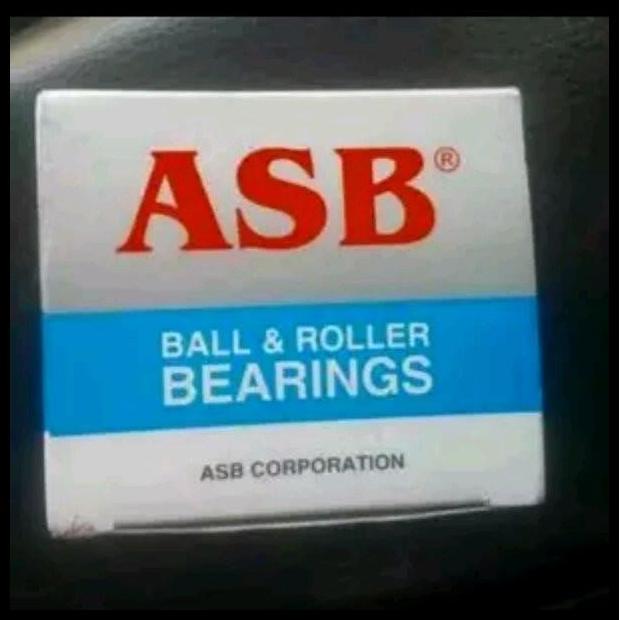 ASB®
BALL & ROLLER
BEARINGS
ASB CORPORATION